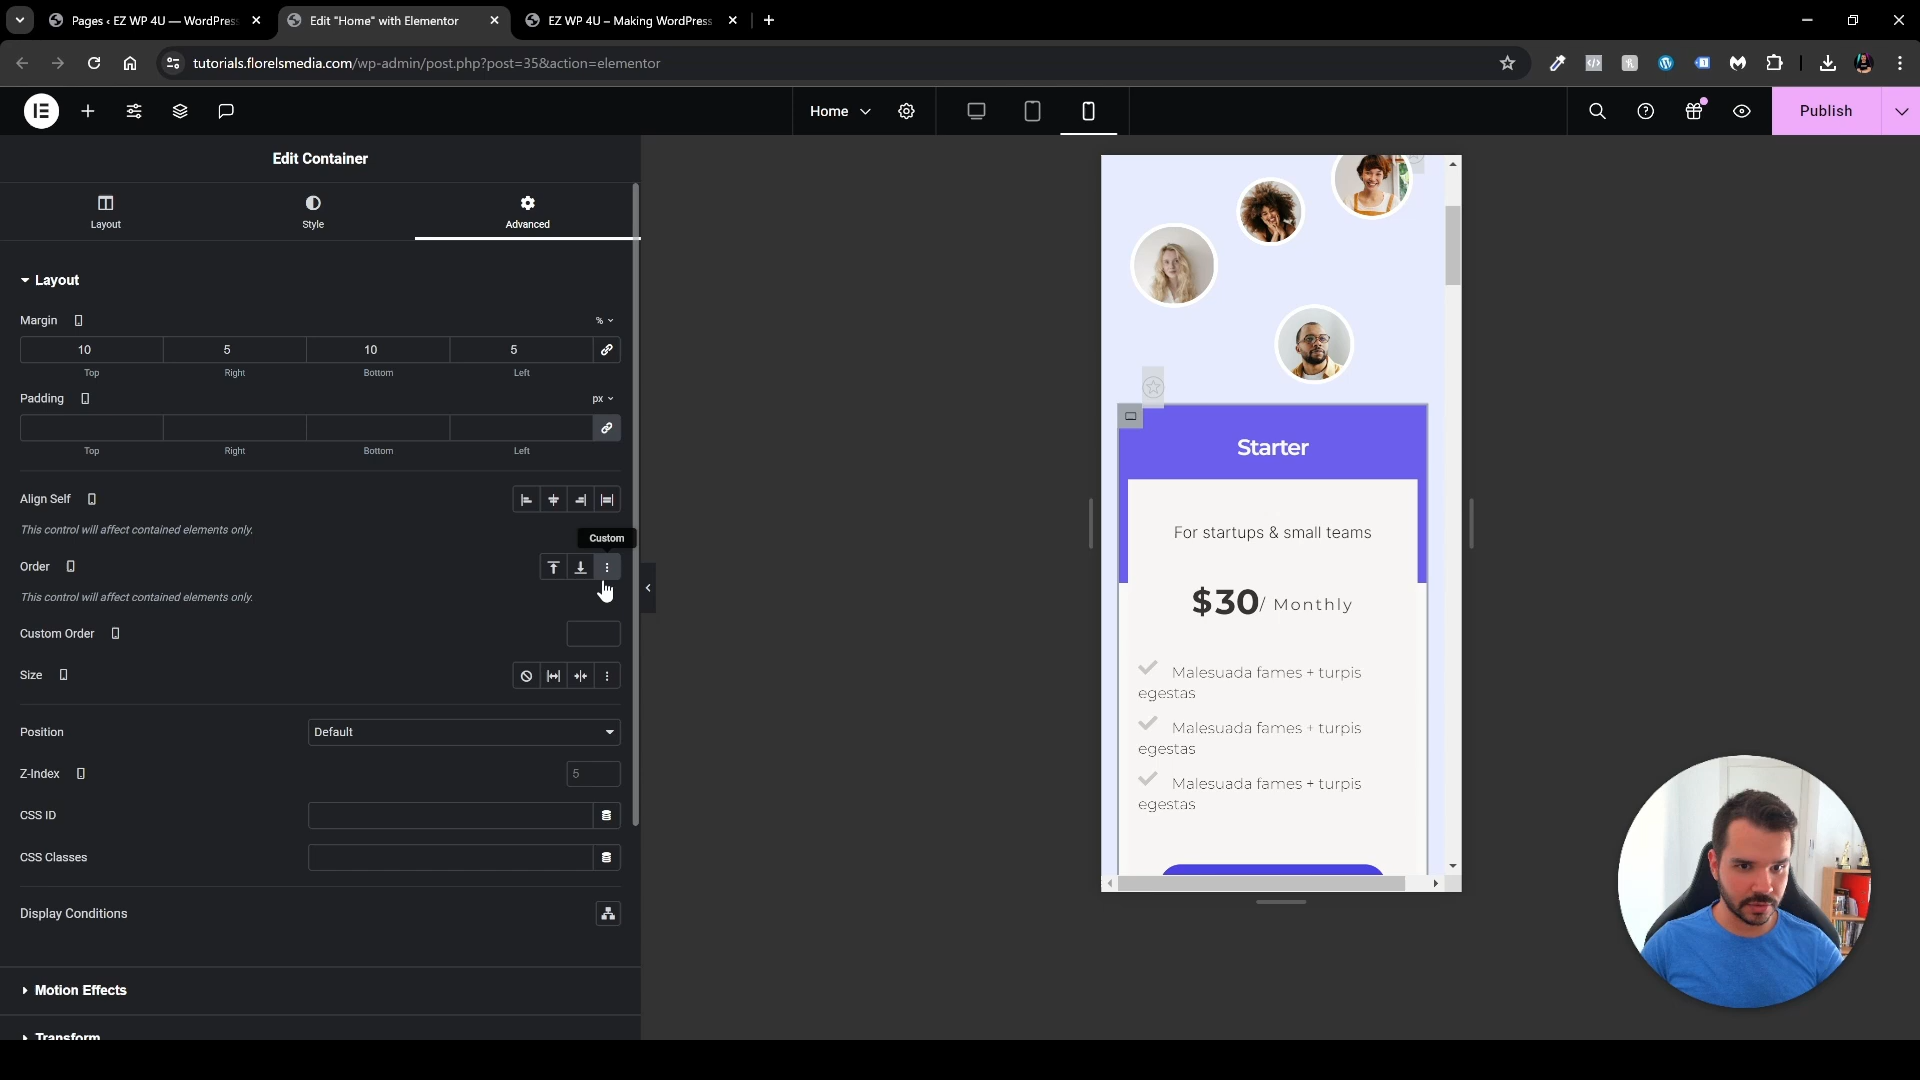 Pages ‹ EZ WP 4U — WordPres
Edit "Home" with Elementor
EZ WP 4U – Making WordPress
tutorials.florelsmedia.com/wp-admin/post.php?post=35&action=elementor
Home
Publish
Edit Container
Layout
Style
Advanced
Layout
Margin
%
10
5
10
5
Top
Right
Bottom
Left
Padding
px
Top
Right
Bottom
Left
Align Self
This control will affect contained elements only.
Custom
Order
This control will affect contained elements only.
Custom Order
Size
Position
Default
Z-Index
5
CSS ID
CSS Classes
Display Conditions
Motion Effects
Transform
Starter
For startups & small teams
$30/ Monthly
Malesuada fames + turpis
egestas
Malesuada fames + turpis
egestas
Malesuada fames + turpis
egestas